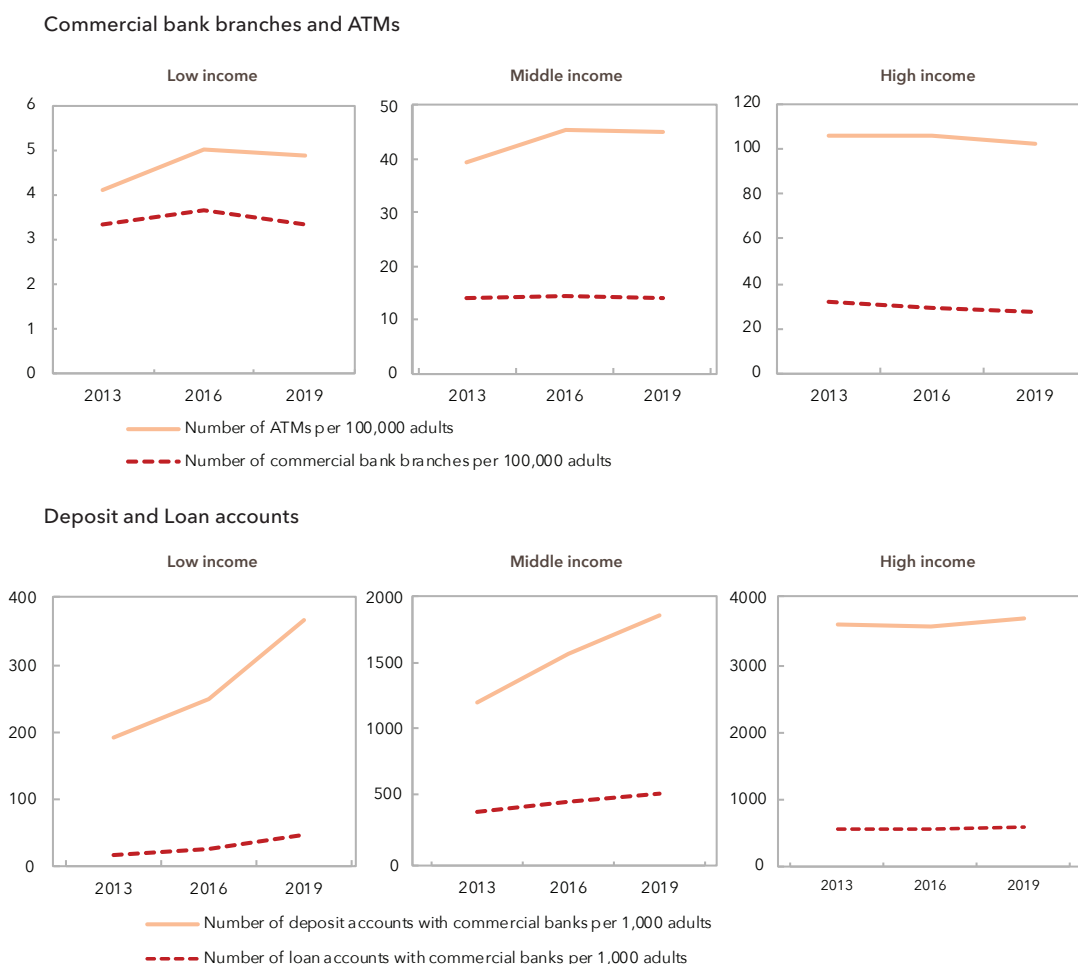 Commercial bank branches and ATMs
Low income
Middle income
High income
6
5
4
3
2
1
0
2013 2016 2019
50
40
30
20
10
0
2013 2016 2019
120
100
80
60
40
20
0
2013 2016 2019
Number of ATMs per 100,000 adults
Number of commercial bank branches per 100,000 adults
Deposit and Loan accounts
Low income
Middle income
High income
400
300
200
100
0
2013 2016 2019
2000
1500
1000
500
0
2013 2016 2019
4000
3000
2000
1000
0
2013 2016 2019
Number of deposit accounts with commercial banks per 1,000 adults
Number of loan accounts with commercial banks per 1,000 adults